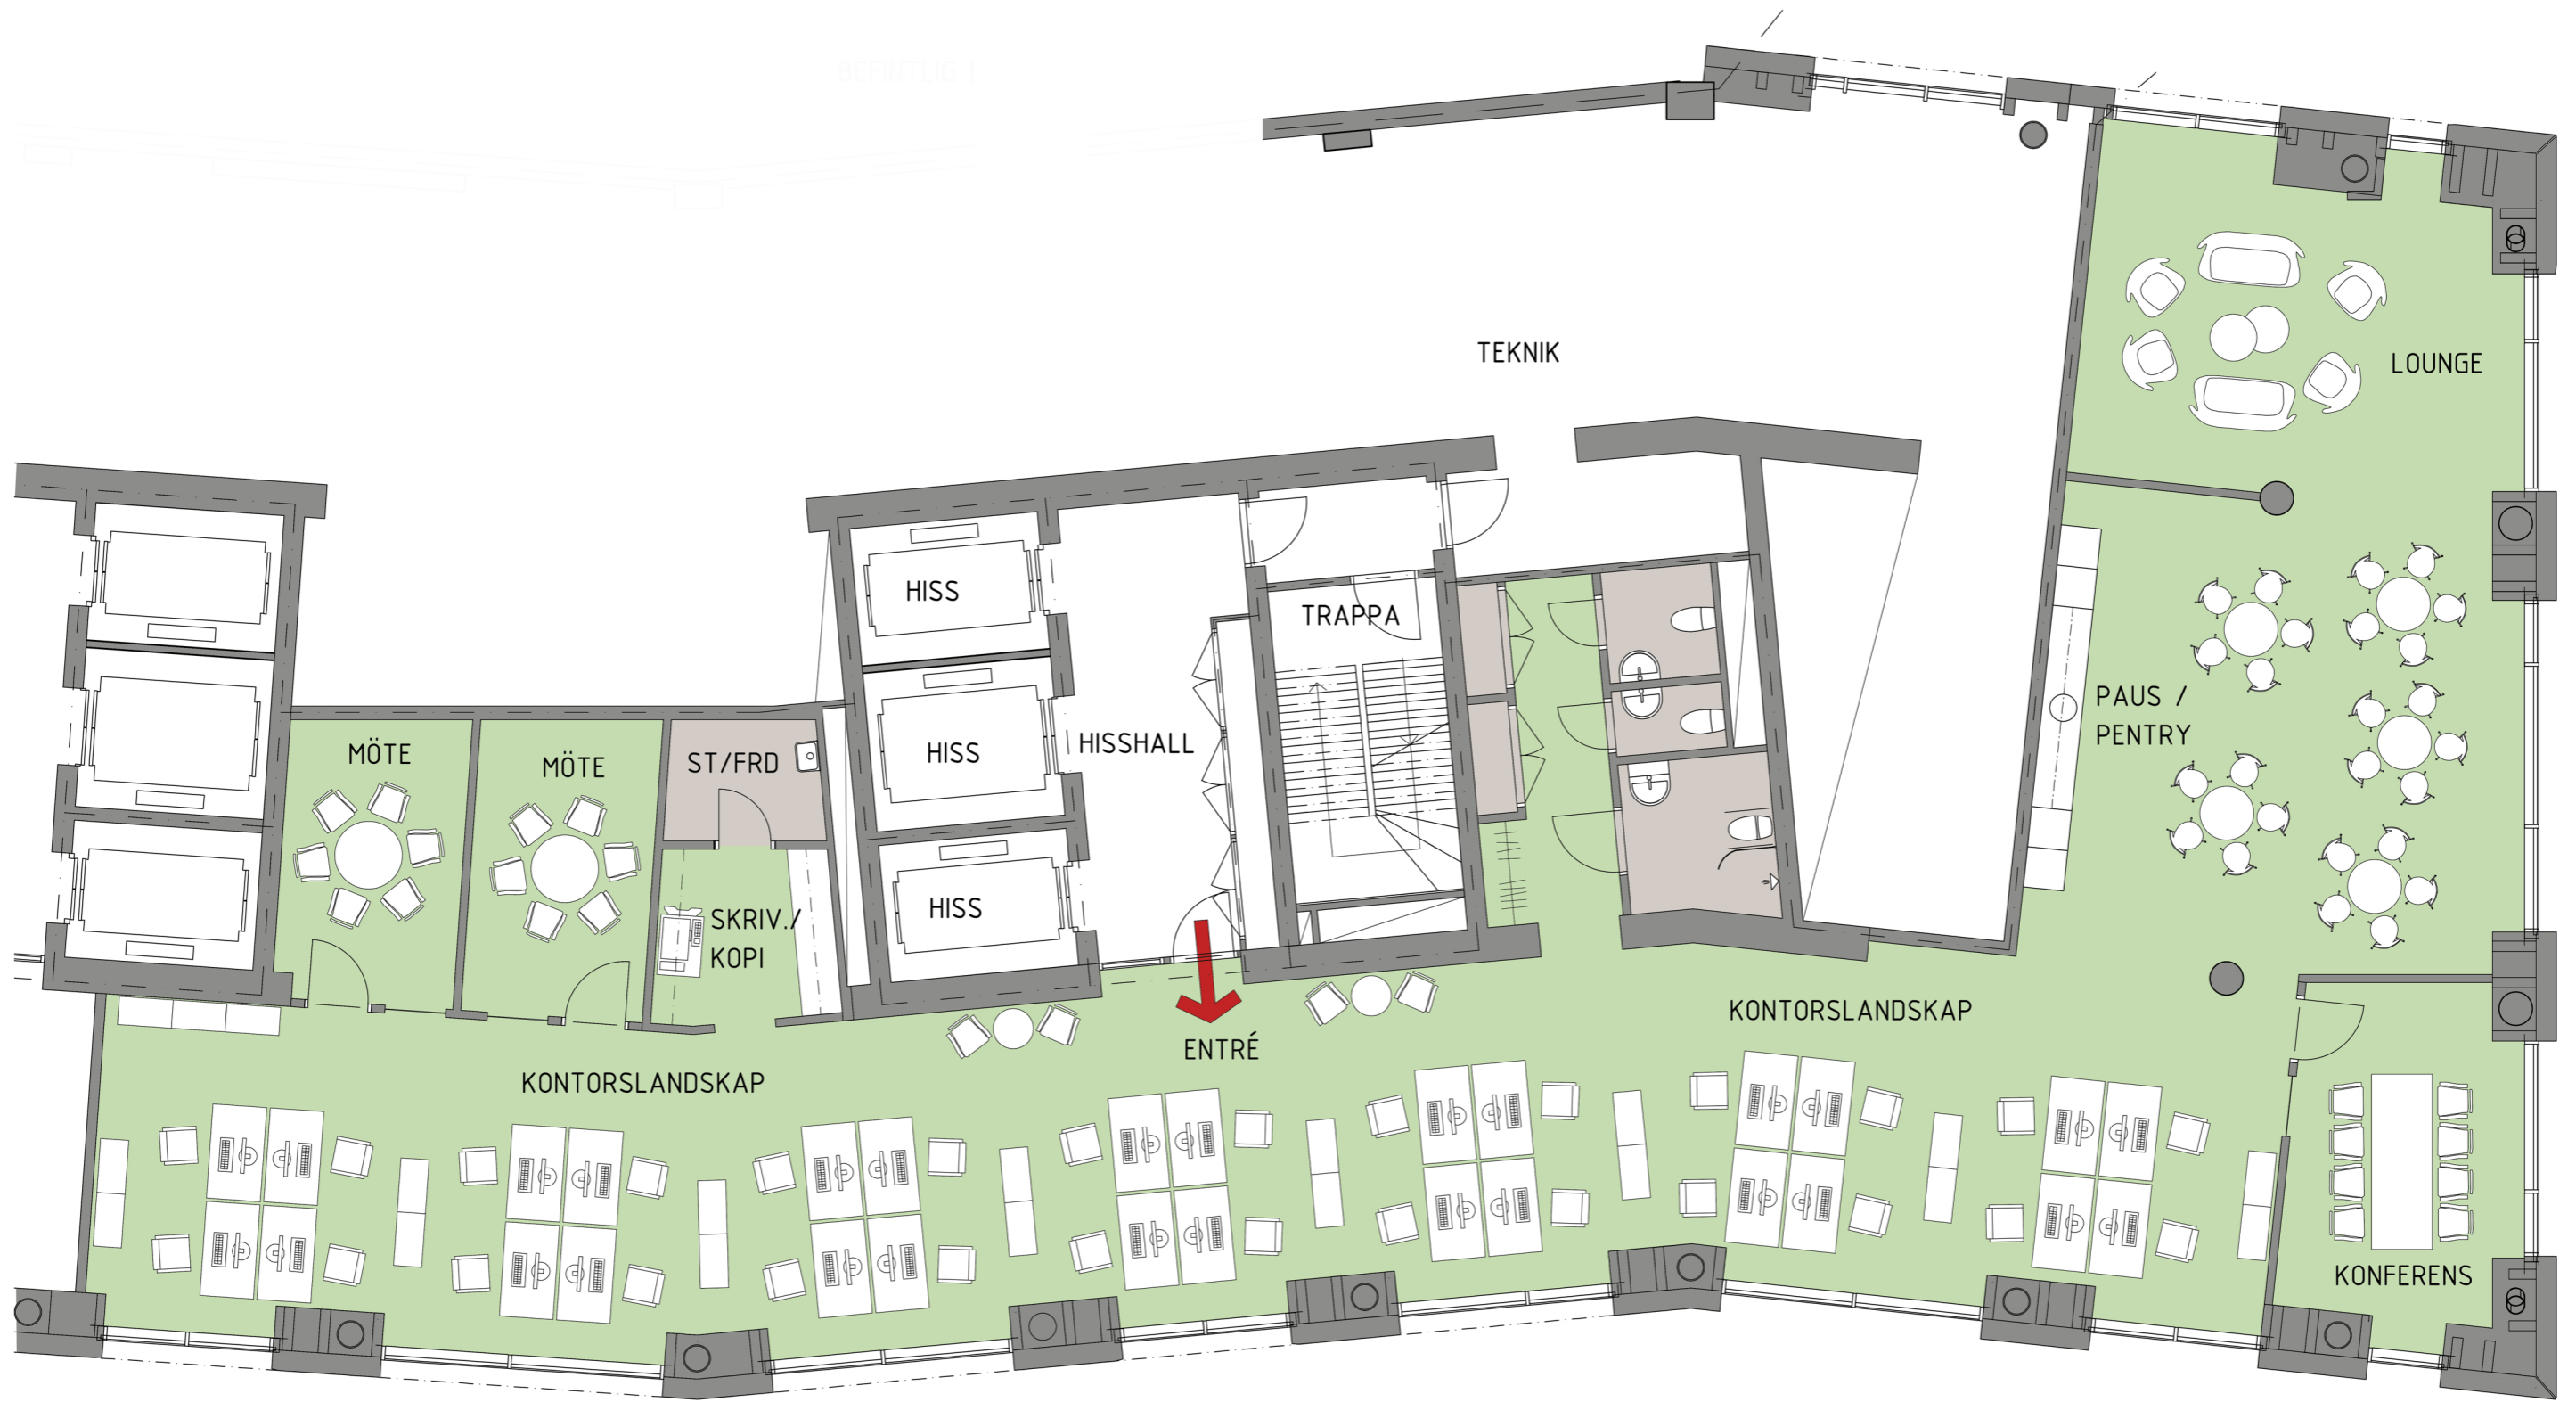 TEKNIK
LOUNGE
HISS
TRAPPA
PAUS /
PENTRY
MÖTE
MÖTE
ST/FRD
HISS
HISSHALL
SKRIV./
KOPI
HISS
ENTRÉ
KONTORSLANDSKAP
KONTORSLANDSKAP
KONFERENS